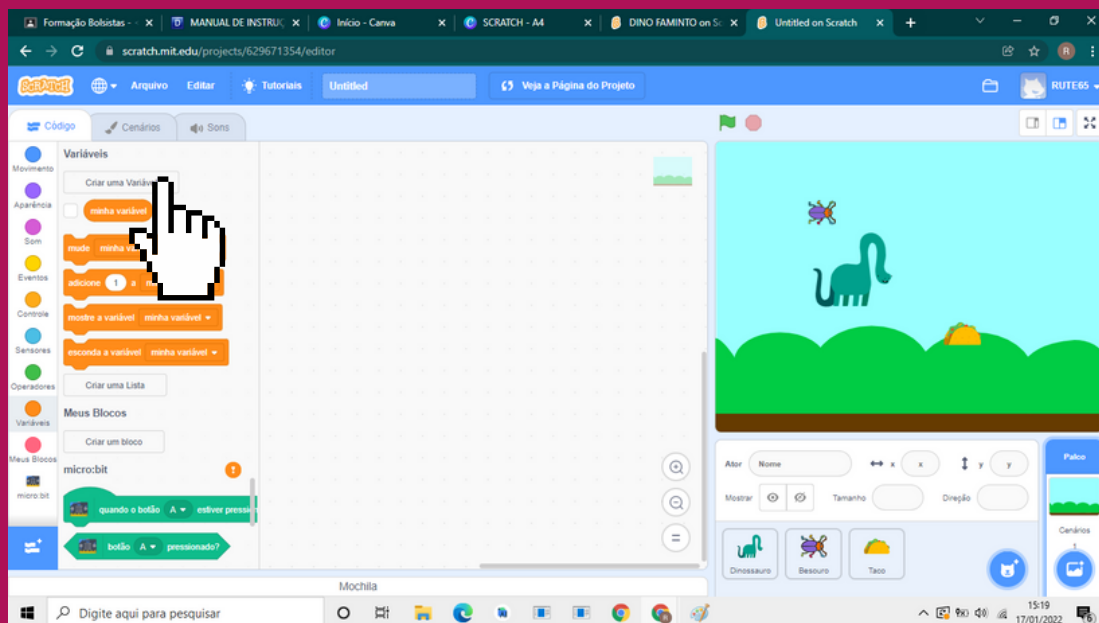 Formação Bolsistas -
MANUAL DE INSTRUÇ
Início - Canva
SCRATCH - A4
DINO FAMINTO on Sc
Untitled on Scratch
scratch.mit.edu/projects/629671354/editor
R
SCRATCH
Arquivo
Editar
Tutoriais
Untitled
Veja a Página do Projeto
RUTE65
Código
Cenários
Sons
Movimento
Aparência
Som
Eventos
Controle
Sensores
Operadores
Variáveis
Meus Blocos
micro:bit
Variáveis
Criar uma
minha variável
mude minha
adicione 1 a
mostre a variável minha variável
esconda a variável minha variável
Criar uma Lista
Meus Blocos
Criar um bloco
micro:bit
quando o botão A estiver pression
botão A pressionado?
Mochila
Ator Nome x x y y
Mostrar Tamanho Direção
Dinossauro
Besouro
Taco
Palco
Cenários
1
Digite aqui para pesquisar
15:19
17/01/2022